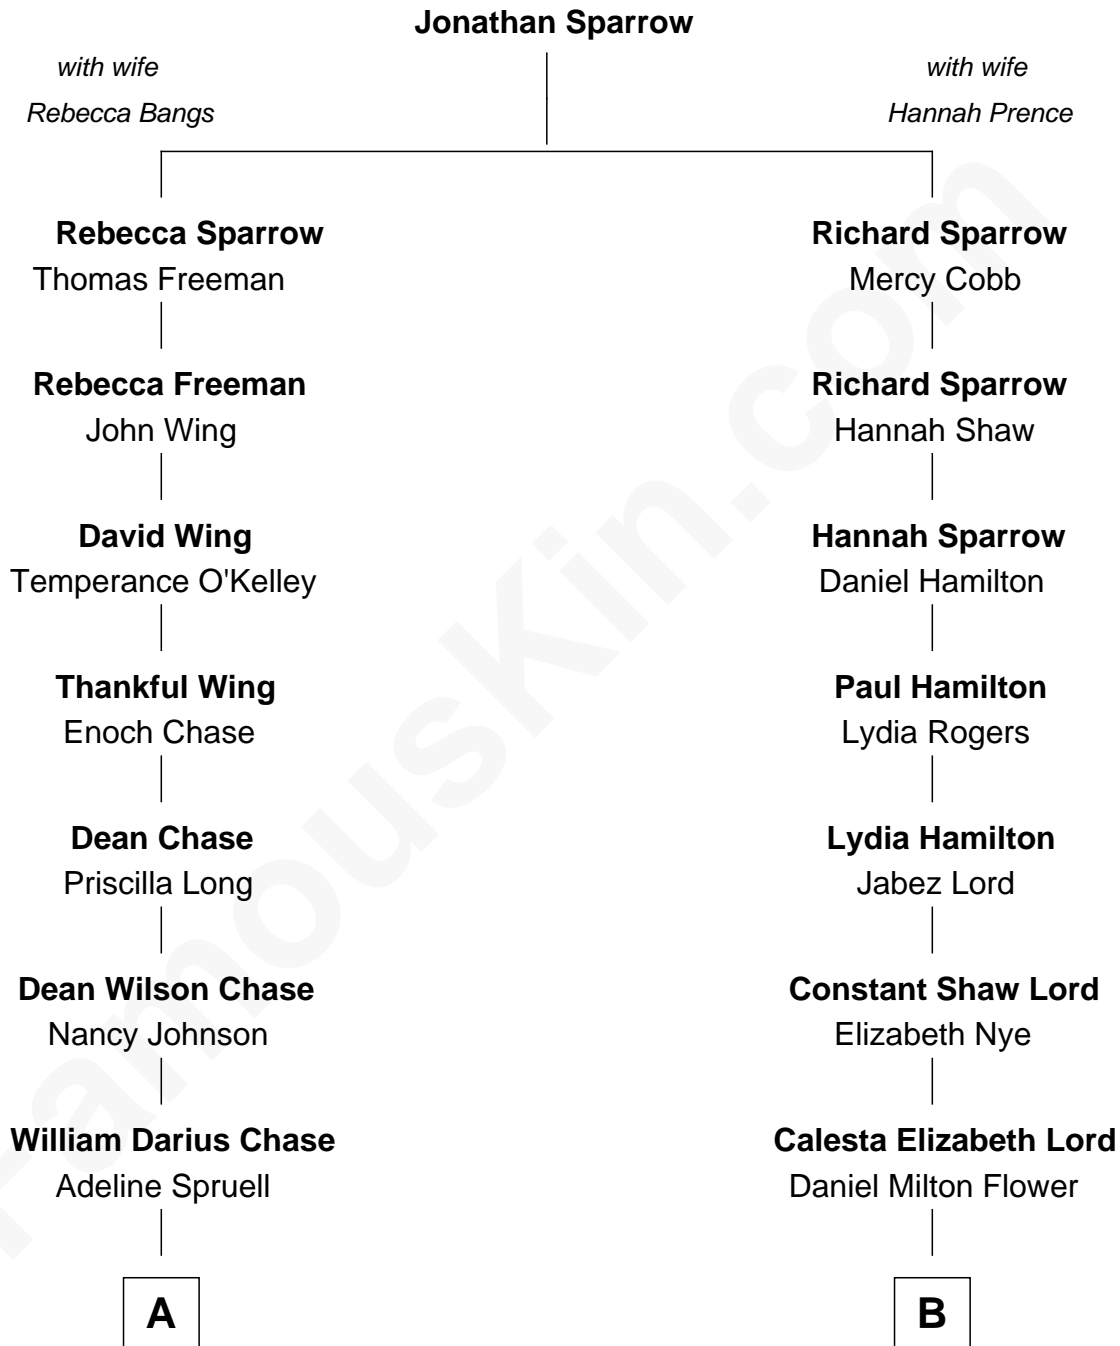 Jonathan Sparrow
with wife
Rebecca Bangs
with wife
Hannah Prence
Rebecca Sparrow
Thomas Freeman
Richard Sparrow
Mercy Cobb
Rebecca Freeman
John Wing
Richard Sparrow
Hannah Shaw
David Wing
Temperance O'Kelley
Hannah Sparrow
Daniel Hamilton
Thankful Wing
Enoch Chase
Paul Hamilton
Lydia Rogers
Dean Chase
Priscilla Long
Lydia Hamilton
Jabez Lord
Dean Wilson Chase
Nancy Johnson
Constant Shaw Lord
Elizabeth Nye
William Darius Chase
Adeline Spruell
Calesta Elizabeth Lord
Daniel Milton Flower
A
B
FamousKin.com